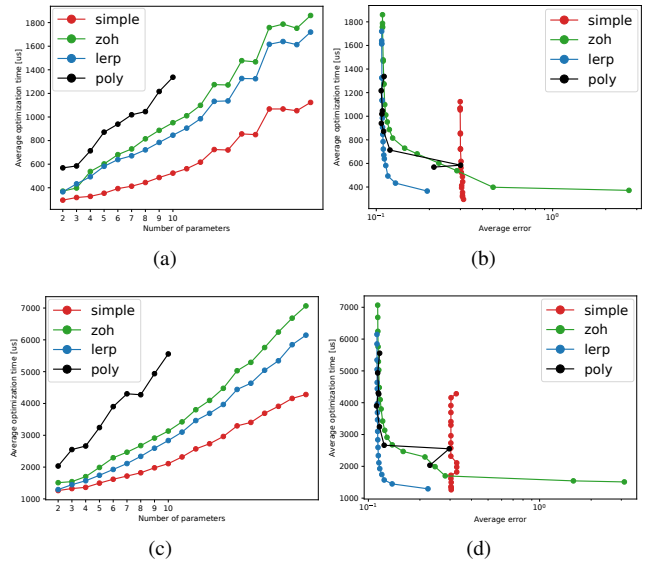 1800
1600
1400
1200
1000
800
600
400
Average optimization time [us]
simple
zoh
lerp
poly
2 3 4 5 6 7 8 9 10
Number of parameters
(a)
1800
1600
1400
1200
1000
800
600
400
Average optimization time [us]
simple
zoh
lerp
poly
10⁻¹ 10⁰
Average error
(b)
7000
6000
5000
4000
3000
2000
1000
Average optimization time [us]
simple
zoh
lerp
poly
2 3 4 5 6 7 8 9 10
Number of parameters
(c)
7000
6000
5000
4000
3000
2000
1000
Average optimization time [us]
simple
zoh
lerp
poly
10⁻¹ 10⁰
Average error
(d)